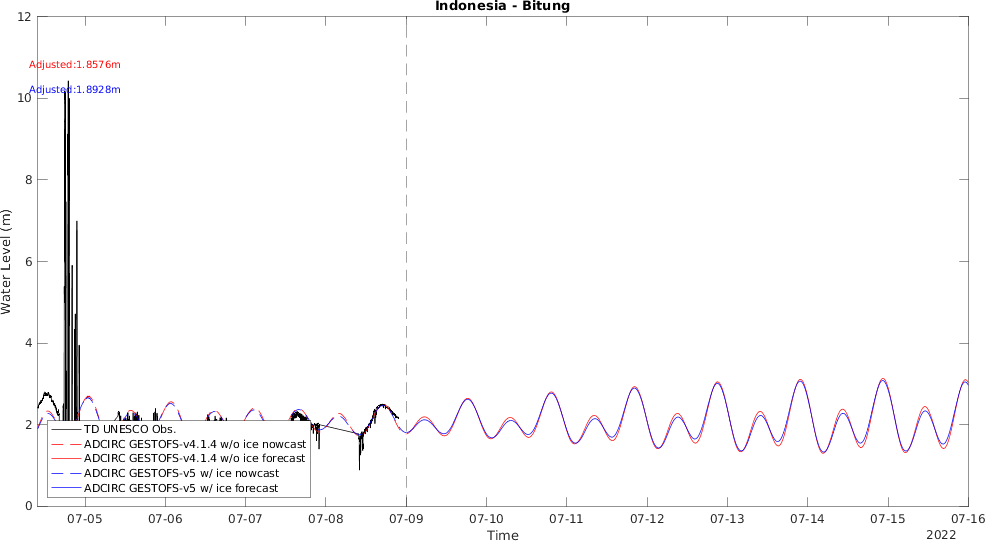 Indonesia - Bitung
12
10
8
6
4
2
0
Water Level (m)
Adjusted:1.8576m
Adjusted:1.8928m
TD UNESCO Obs.
ADCIRC GESTOFS-v4.1.4 w/o ice nowcast
ADCIRC GESTOFS-v4.1.4 w/o ice forecast
ADCIRC GESTOFS-v5 w/ ice nowcast
ADCIRC GESTOFS-v5 w/ ice forecast
07-05 07-06 07-07 07-08 07-09 07-10 07-11 07-12 07-13 07-14 07-15 07-16
Time
2022